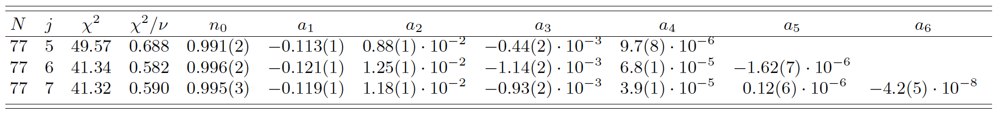 N j χ² χ²/ν n₀ a₁ a₂ a₃ a₄ a₅ a₆
77 5 49.57 0.688 0.991(2) −0.113(1) 0.88(1) · 10⁻² −0.44(2) · 10⁻³ 9.7(8) · 10⁻⁶
77 6 41.34 0.582 0.996(2) −0.121(1) 1.25(1) · 10⁻² −1.14(2) · 10⁻³ 6.8(1) · 10⁻⁵ −1.62(7) · 10⁻⁶
77 7 41.32 0.590 0.995(3) −0.119(1) 1.18(1) · 10⁻² −0.93(2) · 10⁻³ 3.9(1) · 10⁻⁵ 0.12(6) · 10⁻⁶ −4.2(5) · 10⁻⁸